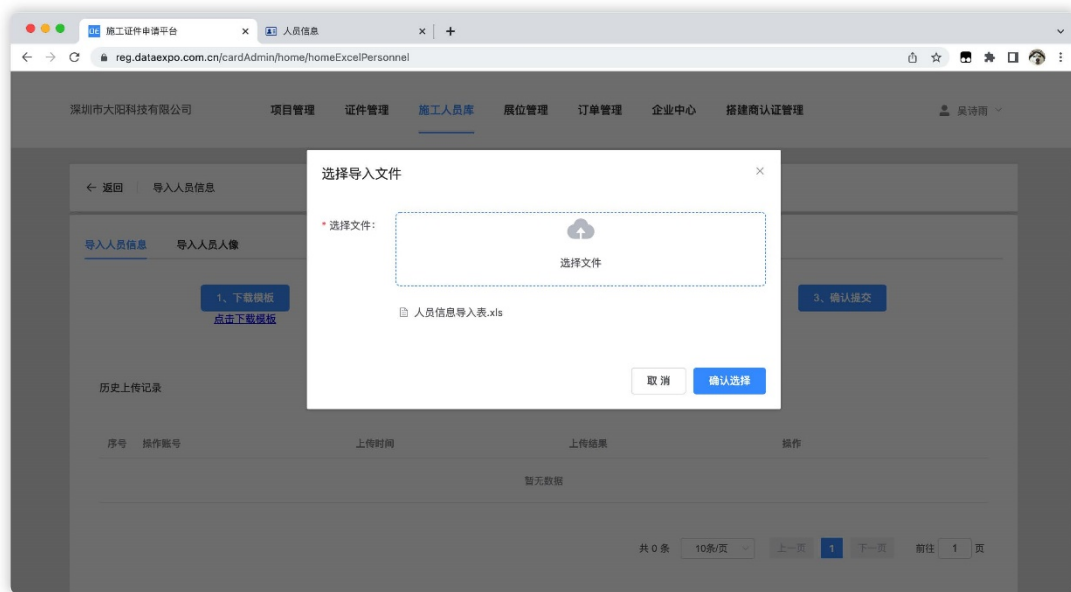 施工证件申请平台
人员信息
reg.dataexpo.com.cn/cardAdmin/home/homeExcelPersonnel
深圳市大阳科技有限公司 项目管理 证件管理 施工人员库 展位管理 订单管理 企业中心 搭建商认证管理 吴诗雨
选择导入文件
← 返回 导入人员信息
* 选择文件:
选择文件
导入人员信息 导入人员人像
1、下载模板 3、确认提交
点击下载模板
人员信息导入表.xls
取消 确认选择
历史上传记录
序号 操作账号 上传时间 上传结果 操作
暂无数据
共 0 条 10条/页 上一页 1 下一页 前往 1 页